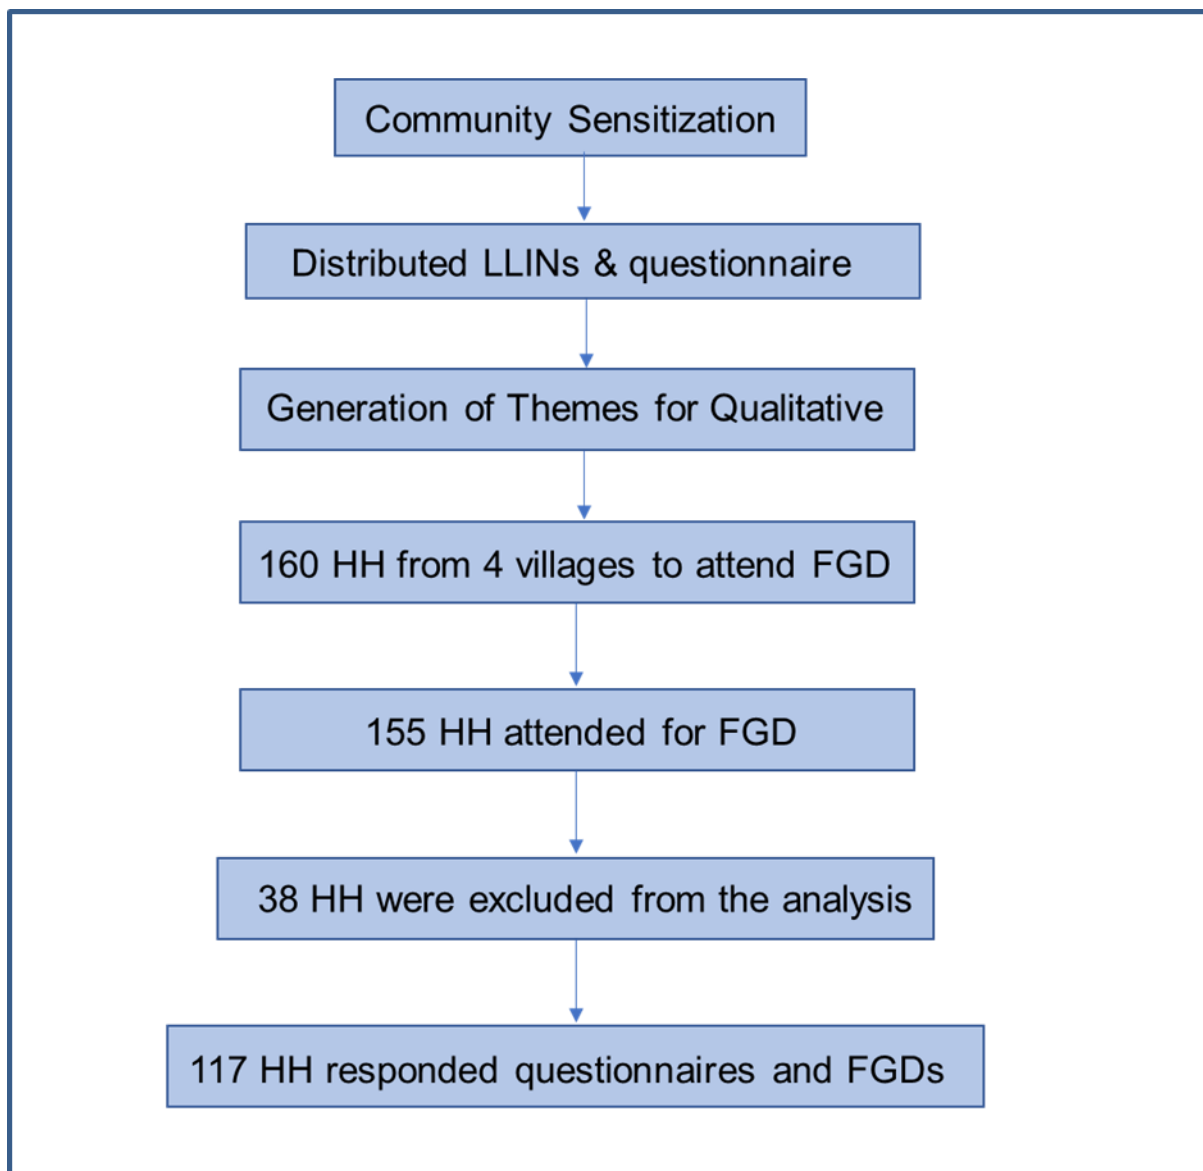 Community Sensitization
Distributed LLINs & questionnaire
Generation of Themes for Qualitative
160 HH from 4 villages to attend FGD
155 HH attended for FGD
38 HH were excluded from the analysis
117 HH responded questionnaires and FGDs